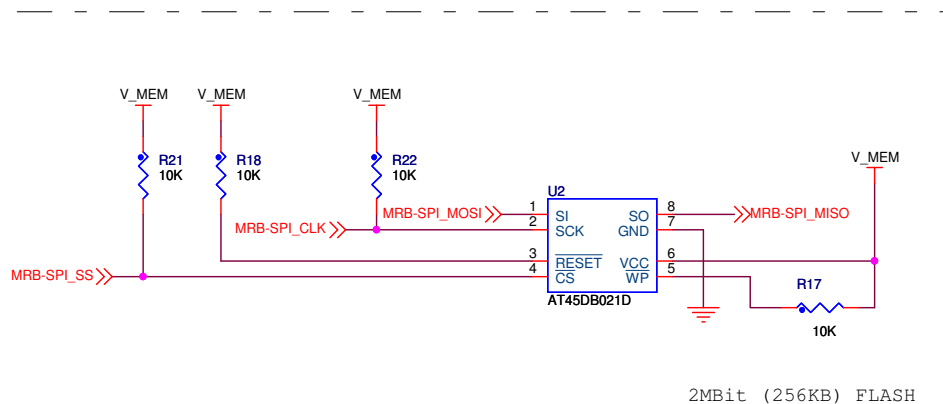 V_MEM V_MEM V_MEM
R21 R18 R22
10K 10K 10K
V_MEM
U2
MRB-SPI_MOSI 1 SI SO 8 MRB-SPI_MISO
MRB-SPI_CLK 2 SCK GND 7
3 RESET VCC 6
MRB-SPI_SS 4 CS WP 5
AT45DB021D
R17
10K
2MBit (256KB) FLASH